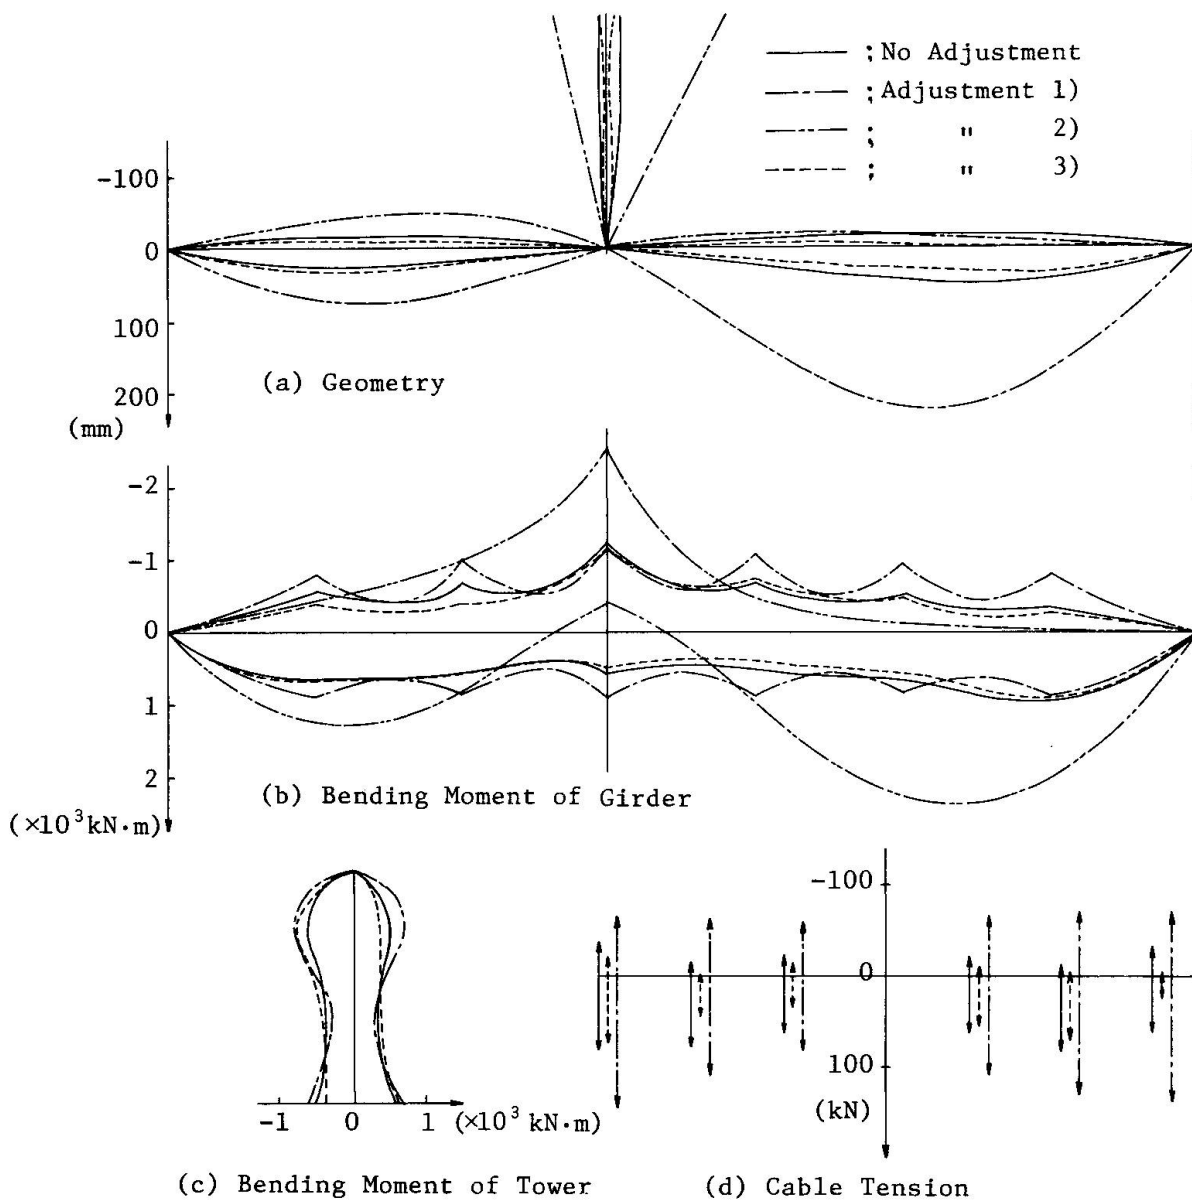 ; No Adjustment
; Adjustment 1)
; " 2)
; " 3)
-100
0
100
200
(mm)
(a) Geometry
-2
-1
0
1
2
(×10³kN·m)
(b) Bending Moment of Girder
-1 0 1 (×10³ kN·m)
(c) Bending Moment of Tower
-100
0
100
(kN)
(d) Cable Tension